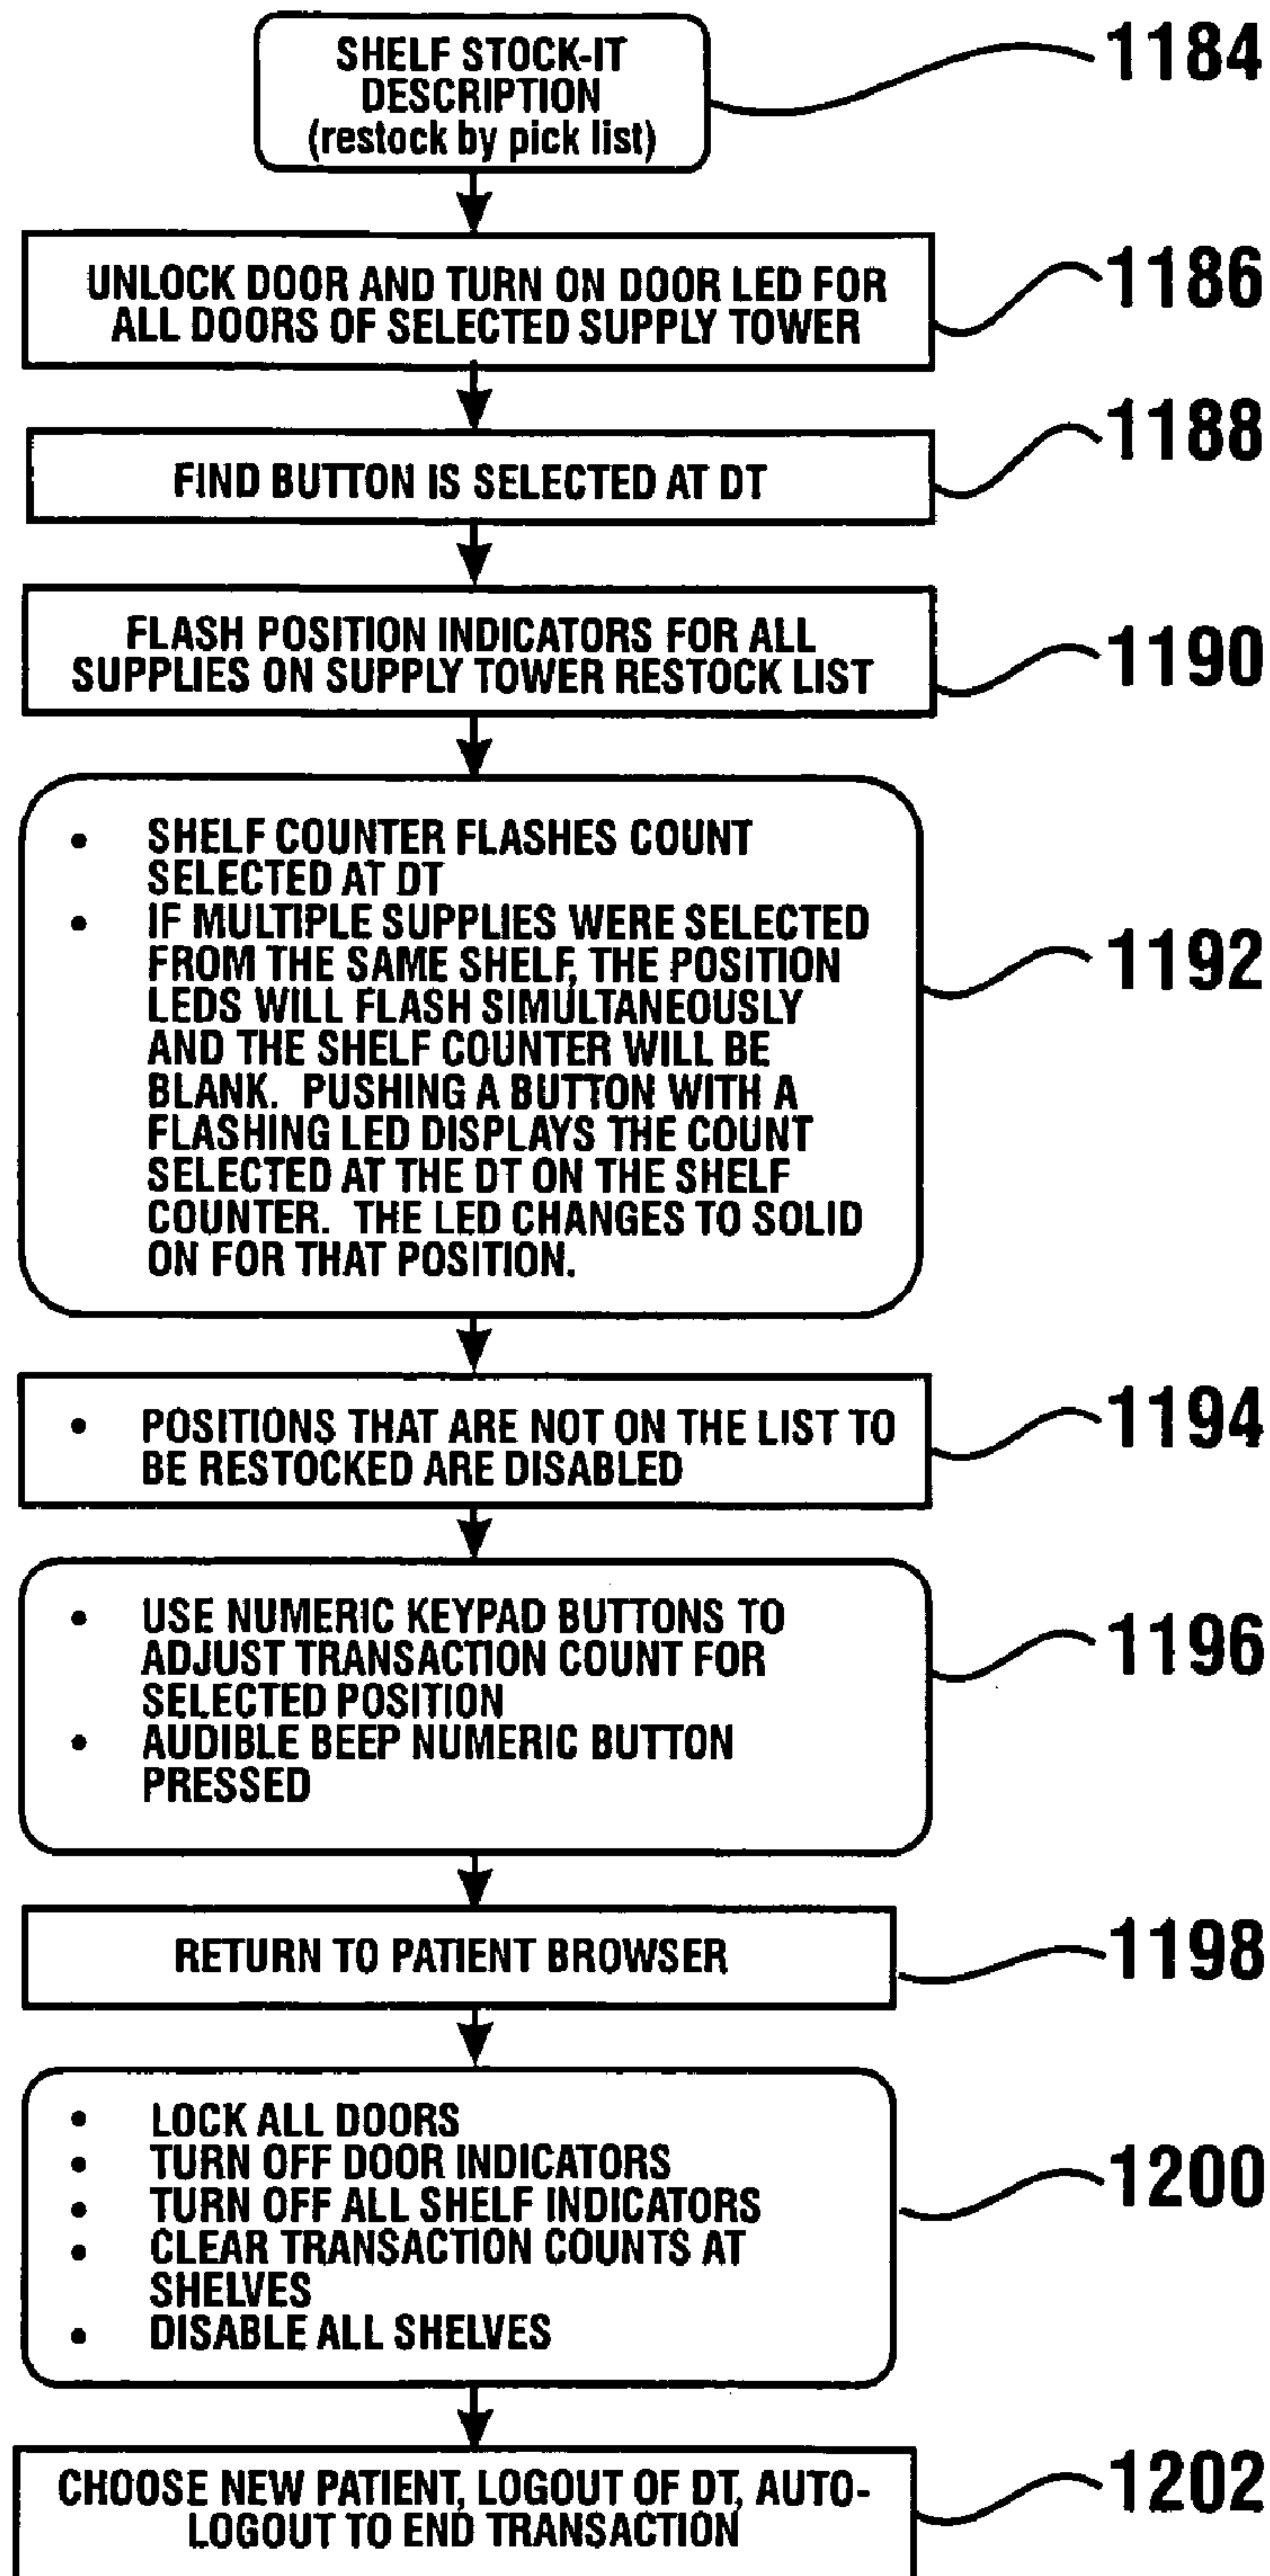 SHELF STOCK-IT
DESCRIPTION
(restock by pick list)
1184
UNLOCK DOOR AND TURN ON DOOR LED FOR
ALL DOORS OF SELECTED SUPPLY TOWER
1186
FIND BUTTON IS SELECTED AT DT
1188
FLASH POSITION INDICATORS FOR ALL
SUPPLIES ON SUPPLY TOWER RESTOCK LIST
1190
• SHELF COUNTER FLASHES COUNT
SELECTED AT DT
• IF MULTIPLE SUPPLIES WERE SELECTED
FROM THE SAME SHELF, THE POSITION
LEDS WILL FLASH SIMULTANEOUSLY
AND THE SHELF COUNTER WILL BE
BLANK. PUSHING A BUTTON WITH A
FLASHING LED DISPLAYS THE COUNT
SELECTED AT THE DT ON THE SHELF
COUNTER. THE LED CHANGES TO SOLID
ON FOR THAT POSITION.
1192
• POSITIONS THAT ARE NOT ON THE LIST TO
BE RESTOCKED ARE DISABLED
1194
• USE NUMERIC KEYPAD BUTTONS TO
ADJUST TRANSACTION COUNT FOR
SELECTED POSITION
• AUDIBLE BEEP NUMERIC BUTTON
PRESSED
1196
RETURN TO PATIENT BROWSER
1198
• LOCK ALL DOORS
• TURN OFF DOOR INDICATORS
• TURN OFF ALL SHELF INDICATORS
• CLEAR TRANSACTION COUNTS AT
SHELVES
• DISABLE ALL SHELVES
1200
CHOOSE NEW PATIENT, LOGOUT OF DT, AUTO-
LOGOUT TO END TRANSACTION
1202